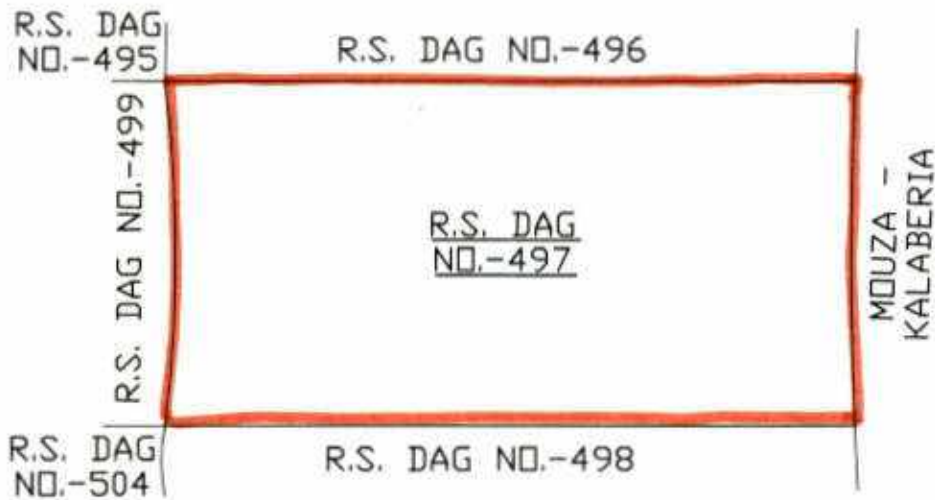 R.S. DAG
NO.-495
R.S. DAG NO.-496
R.S. DAG NO.-499
R.S. DAG
NO.-497
MOUZA -
KALABERIA
R.S. DAG
NO.-504
R.S. DAG NO.-498